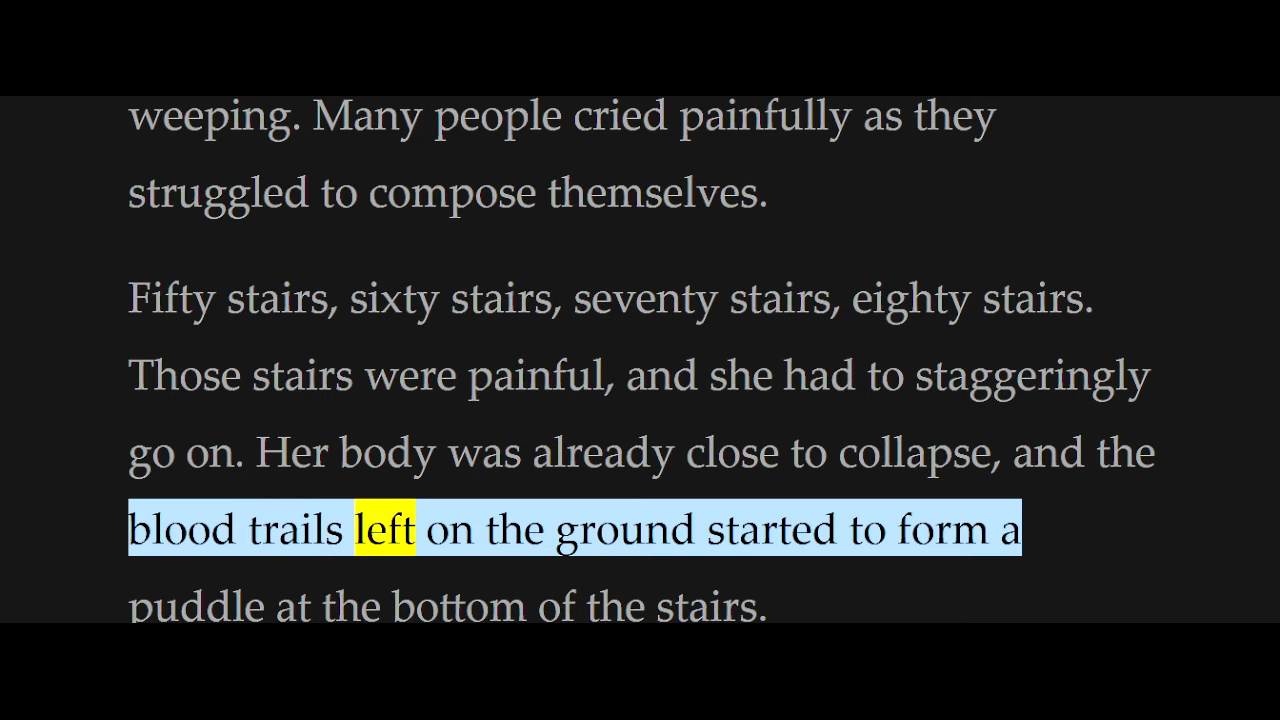 weeping. Many people cried painfully as they
struggled to compose themselves.
Fifty stairs, sixty stairs, seventy stairs, eighty stairs.
Those stairs were painful, and she had to staggeringly
go on. Her body was already close to collapse, and the
blood trails left on the ground started to form a
puddle at the bottom of the stairs.